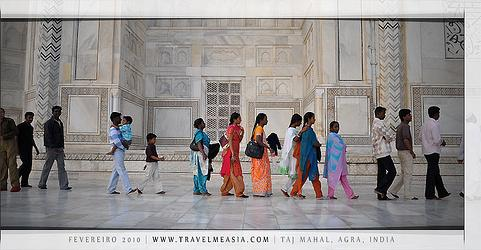 FEVEREIRO 2010 | WWW.TRAVELMEASIA.COM | TAJ MAHAL, AGRA, INDIA